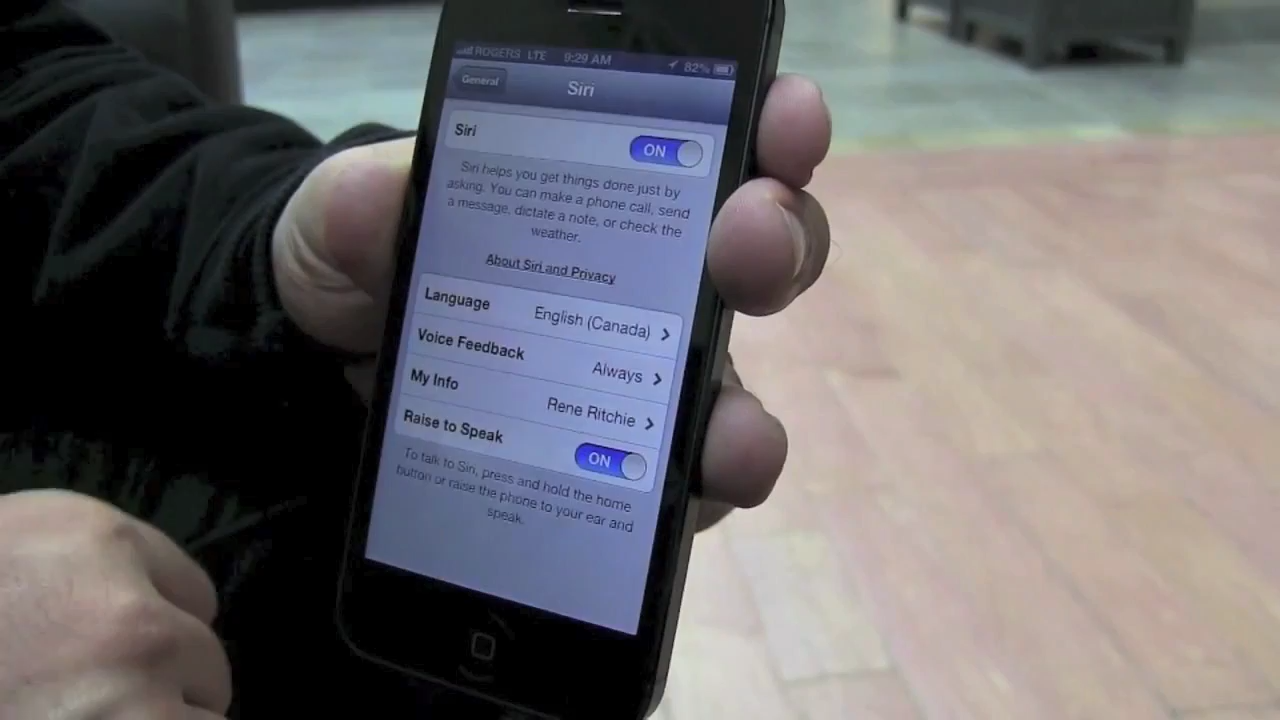 ROGERS LTE 9:29 AM 82%
General Siri
Siri ON
Siri helps you get things done just by
asking. You can make a phone call, send
a message, dictate a note, or check the
weather.
About Siri and Privacy
Language English (Canada)
Voice Feedback Always
My Info Rene Ritchie
Raise to Speak ON
To talk to Siri, press and hold the home
button or raise the phone to your ear and
speak.